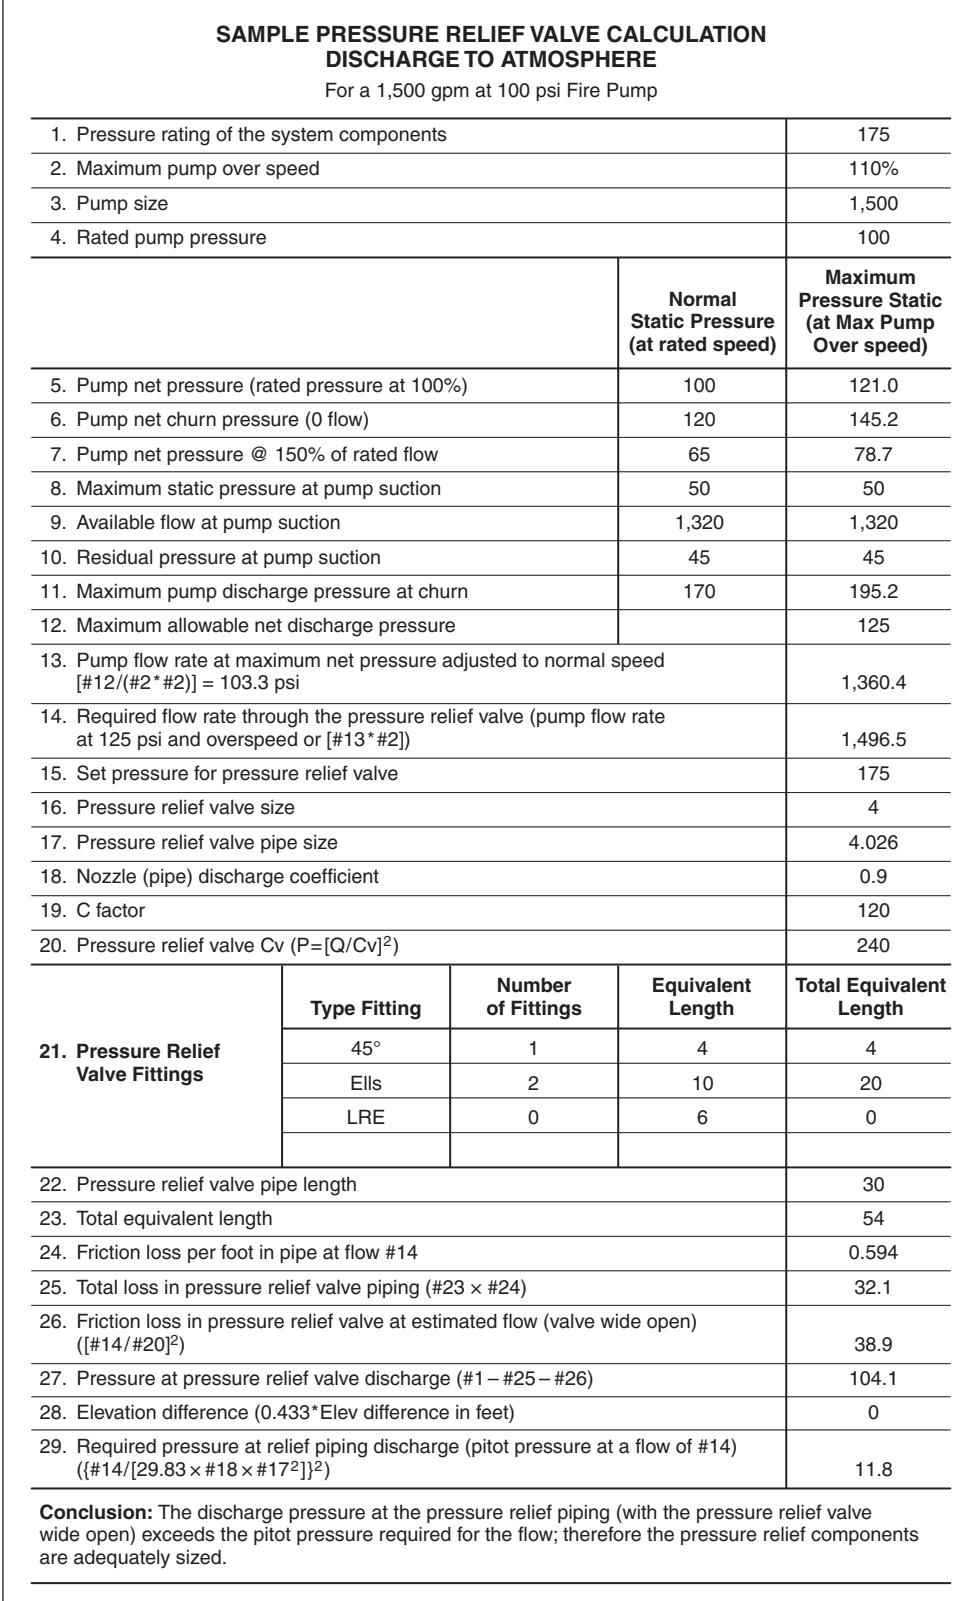 SAMPLE PRESSURE RELIEF VALVE CALCULATION
DISCHARGE TO ATMOSPHERE
For a 1,500 gpm at 100 psi Fire Pump
1. Pressure rating of the system components 175
2. Maximum pump over speed 110%
3. Pump size 1,500
4. Rated pump pressure 100
Normal
Static Pressure
(at rated speed)
Maximum
Pressure Static
(at Max Pump
Over speed)
5. Pump net pressure (rated pressure at 100%) 100 121.0
6. Pump net churn pressure (0 flow) 120 145.2
7. Pump net pressure @ 150% of rated flow 65 78.7
8. Maximum static pressure at pump suction 50 50
9. Available flow at pump suction 1,320 1,320
10. Residual pressure at pump suction 45 45
11. Maximum pump discharge pressure at churn 170 195.2
12. Maximum allowable net discharge pressure 125
13. Pump flow rate at maximum net pressure adjusted to normal speed
[#12/(#2*#2)] = 103.3 psi 1,360.4
14. Required flow rate through the pressure relief valve (pump flow rate
at 125 psi and overspeed or [#13*#2]) 1,496.5
15. Set pressure for pressure relief valve 175
16. Pressure relief valve size 4
17. Pressure relief valve pipe size 4.026
18. Nozzle (pipe) discharge coefficient 0.9
19. C factor 120
20. Pressure relief valve Cv (P=[Q/Cv]²) 240
21. Pressure Relief
Valve Fittings
Type Fitting
Number
of Fittings
Equivalent
Length
Total Equivalent
Length
45° 1 4 4
Ells 2 10 20
LRE 0 6 0
22. Pressure relief valve pipe length 30
23. Total equivalent length 54
24. Friction loss per foot in pipe at flow #14 0.594
25. Total loss in pressure relief valve piping (#23 × #24) 32.1
26. Friction loss in pressure relief valve at estimated flow (valve wide open)
([#14/#20]²) 38.9
27. Pressure at pressure relief valve discharge (#1 – #25 – #26) 104.1
28. Elevation difference (0.433*Elev difference in feet) 0
29. Required pressure at relief piping discharge (pitot pressure at a flow of #14)
({#14/[29.83 × #18 × #17²]}²) 11.8
Conclusion: The discharge pressure at the pressure relief piping (with the pressure relief valve
wide open) exceeds the pitot pressure required for the flow; therefore the pressure relief components
are adequately sized.